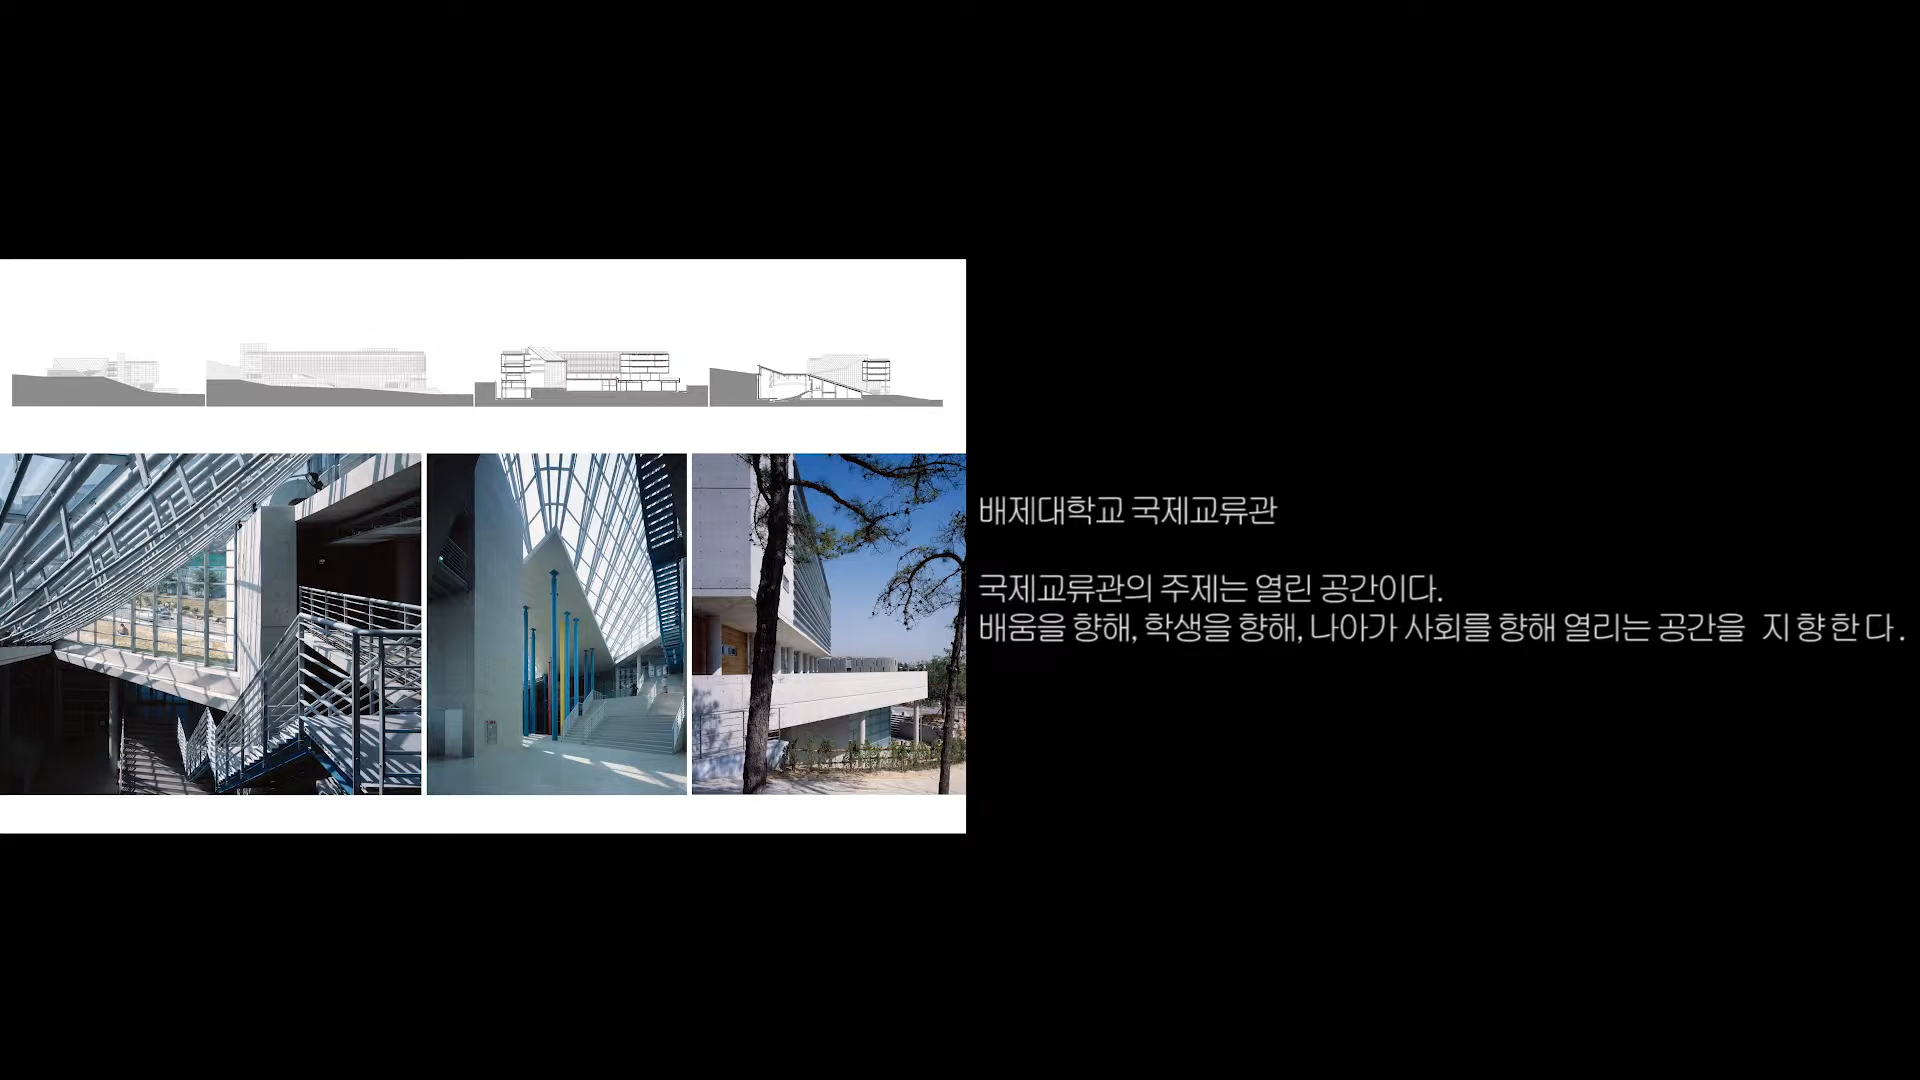 배제대학교 국제교류관
국제교류관의 주제는 열린 공간이다.
배움을 향해, 학생을 향해, 나아가 사회를 향해 열리는 공간을 지향한다.